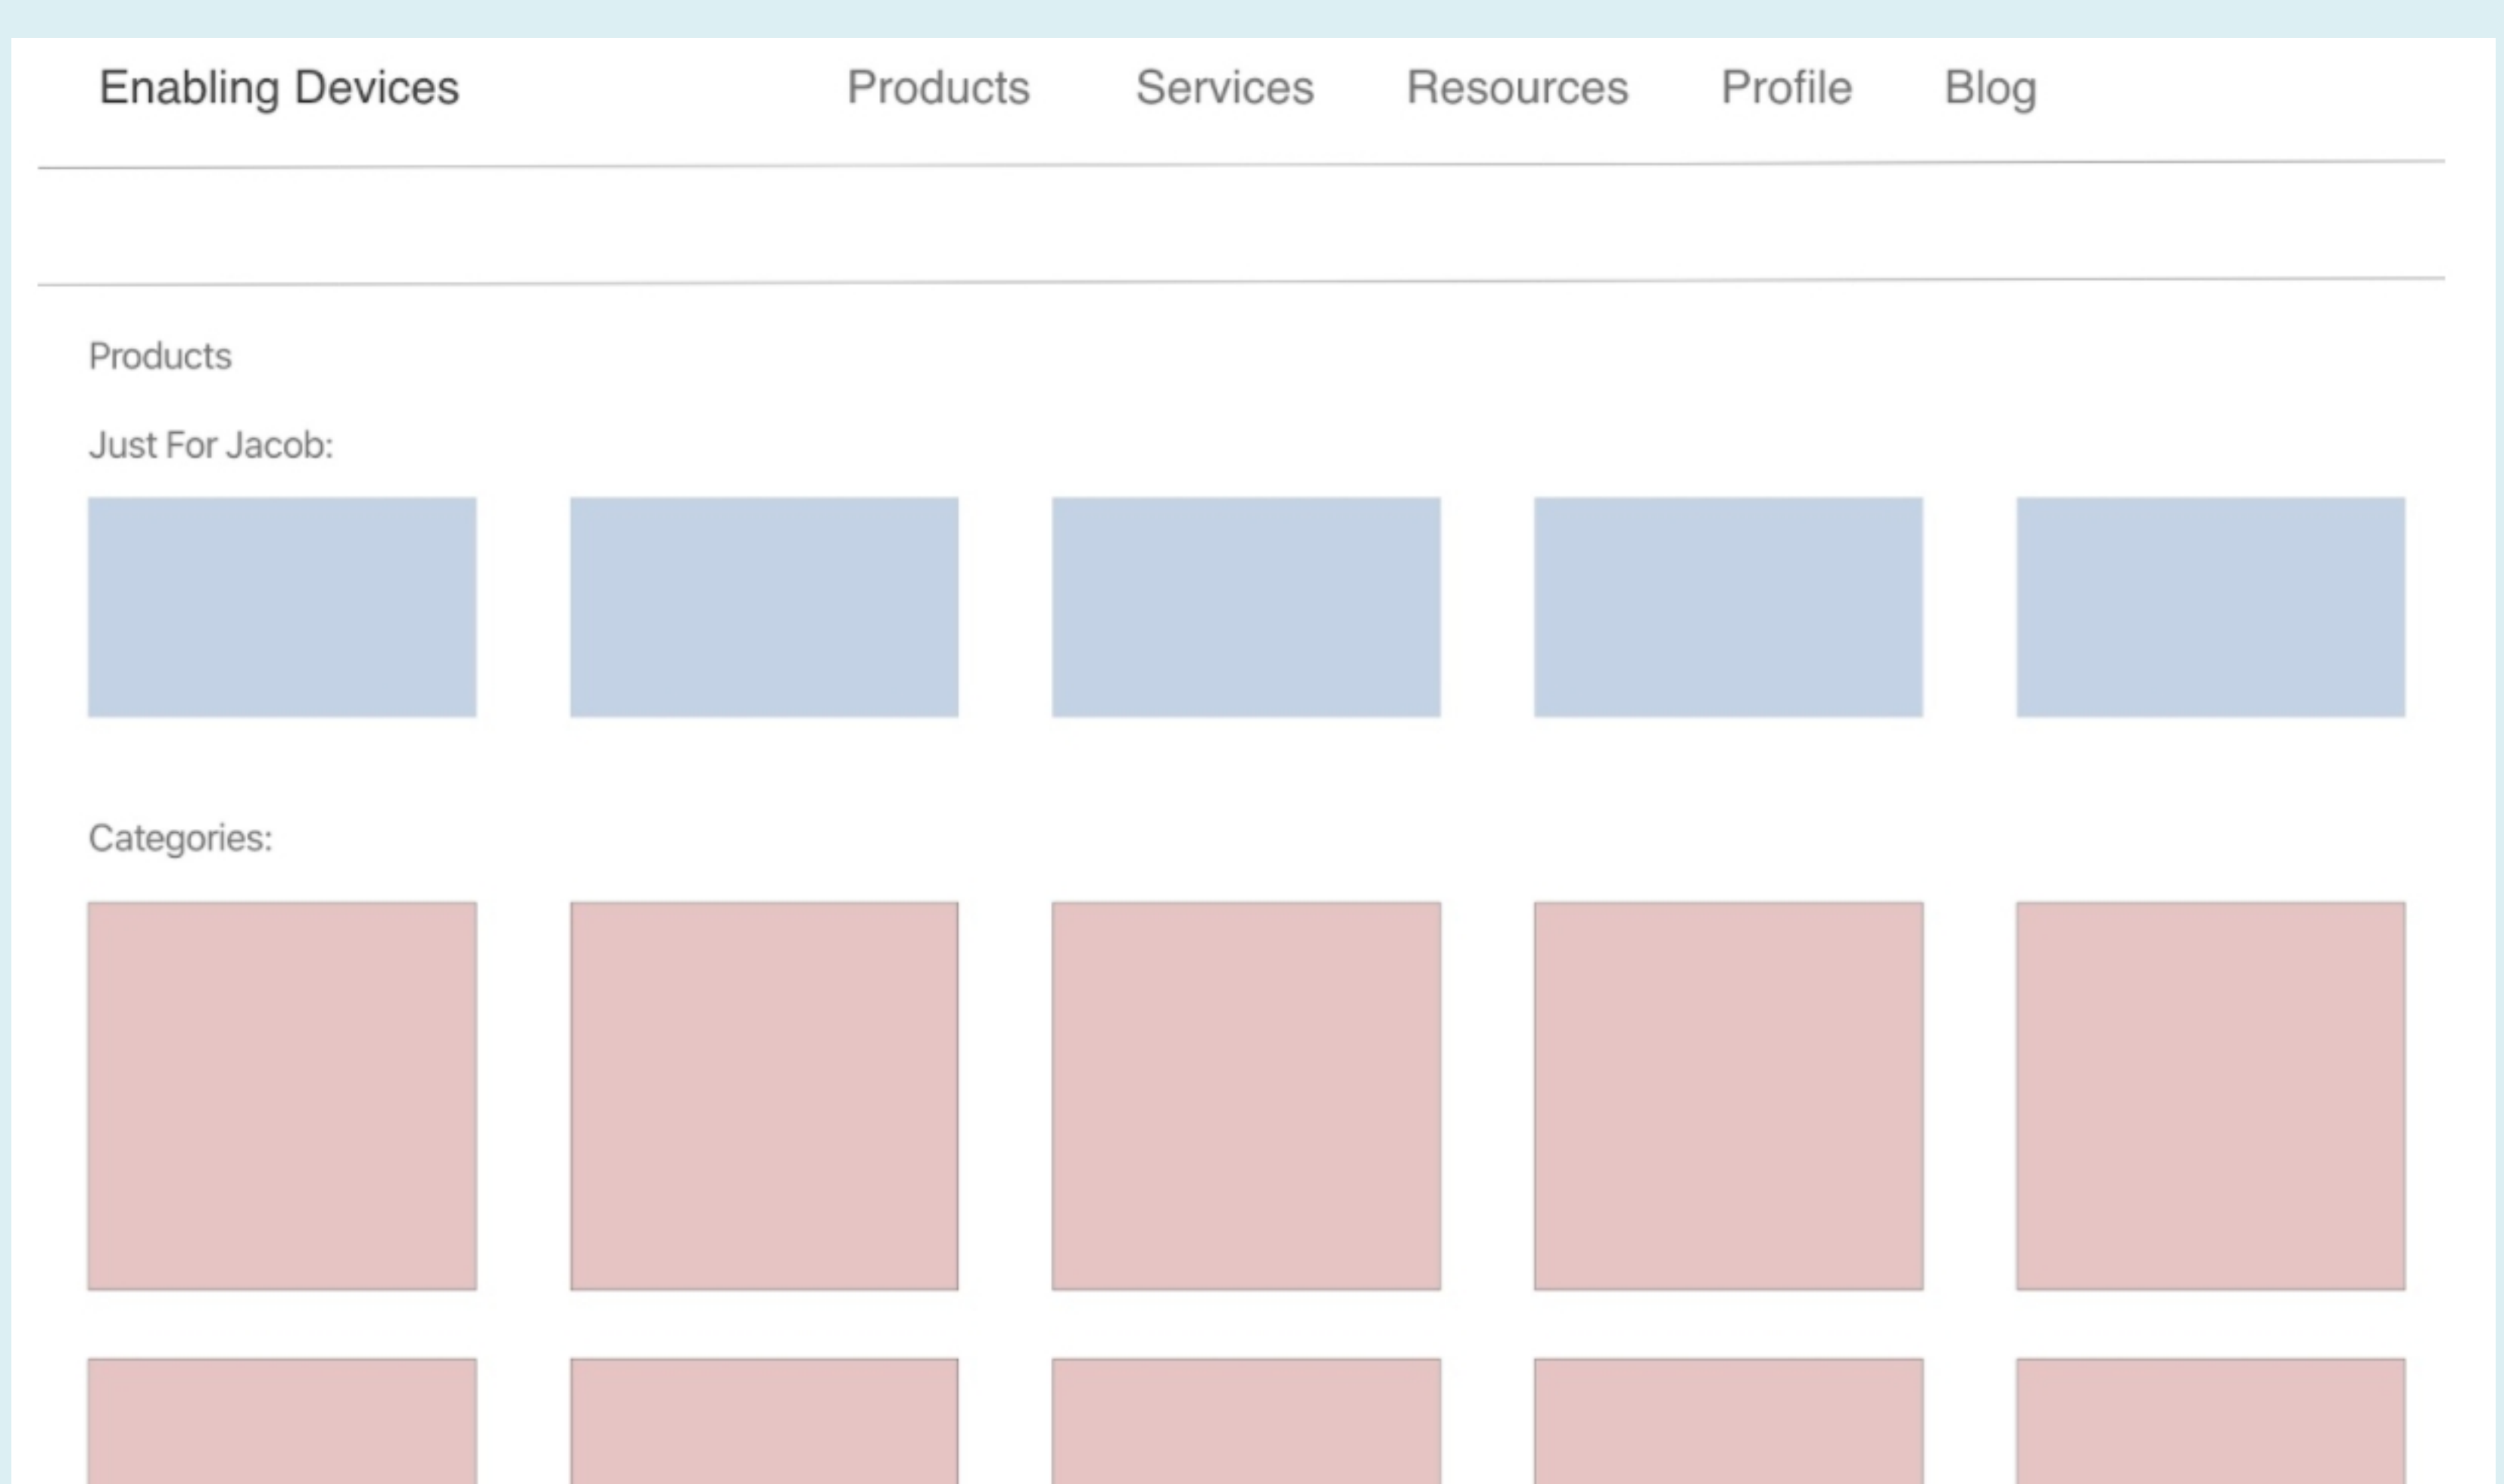 Enabling Devices Products Services Resources Profile Blog
Products
Just For Jacob:
Categories: